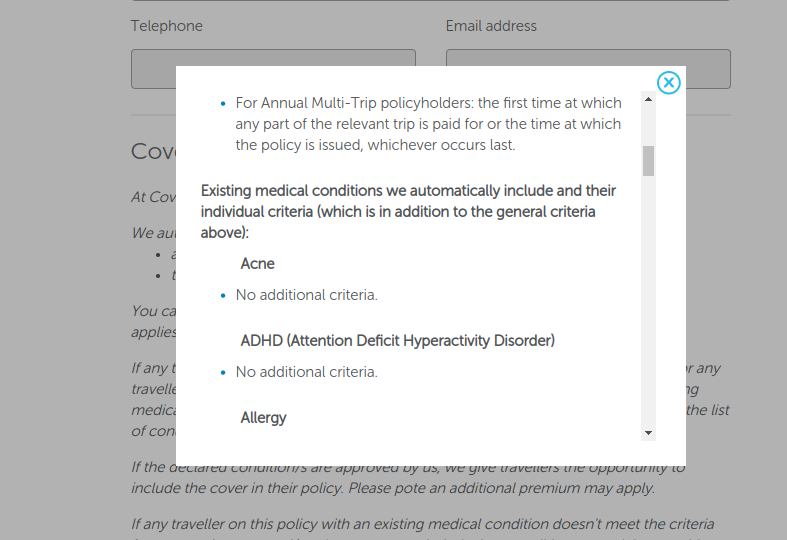 Telephone Email address
• For Annual Multi-Trip policyholders: the first time at which
any part of the relevant trip is paid for or the time at which
the policy is issued, whichever occurs last.
Existing medical conditions we automatically include and their
individual criteria (which is in addition to the general criteria
above):
Acne
• No additional criteria.
ADHD (Attention Deficit Hyperactivity Disorder)
• No additional criteria.
Allergy
At Cov
We au
You ca
applies
If any t r any
travelle ng
medica the list
of con
If the declared condition/s are approved by us, we give travellers the opportunity to
include the cover in their policy. Please pote an additional premium may apply.
If any traveller on this policy with an existing medical condition doesn't meet the criteria